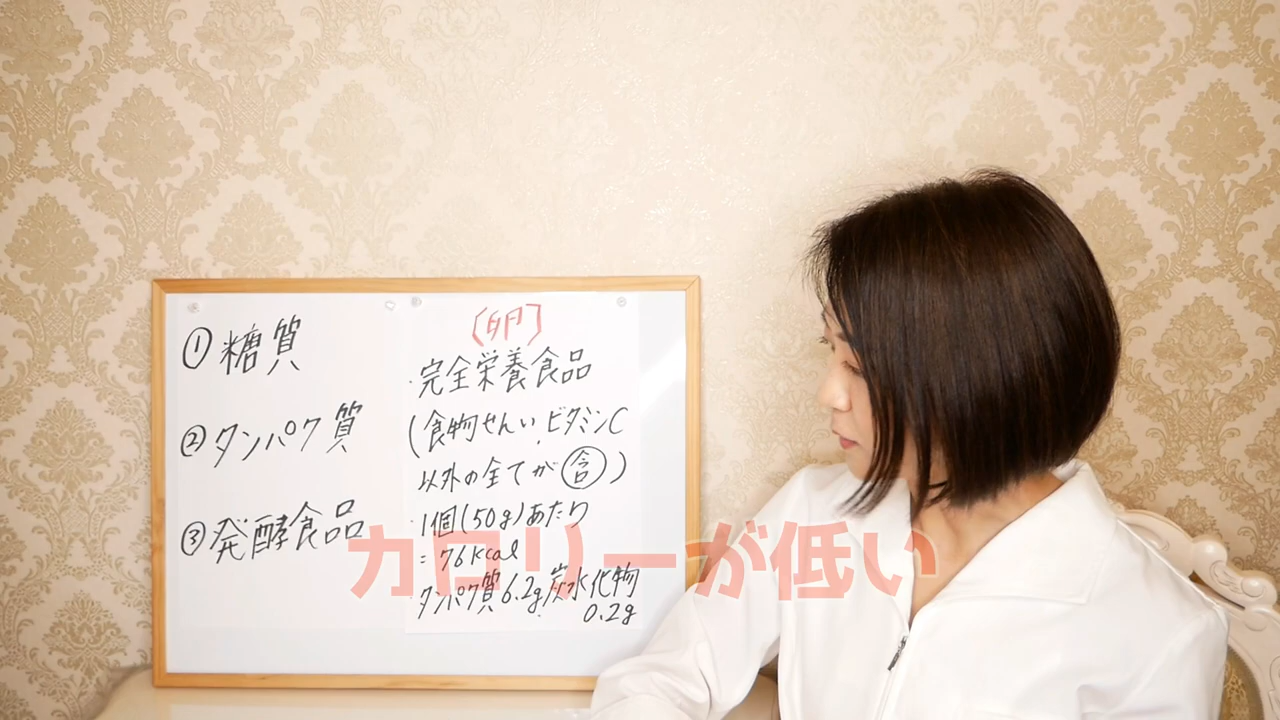 ①糖質
②タンパク質
③発酵食品
〔卵〕
・完全栄養食品
(食物せんい、ビタミンC
以外の全てが含)
・1個(50g)あたり
=76kcal
タンパク質6.2g炭水化物
0.2g
カロリーが低い